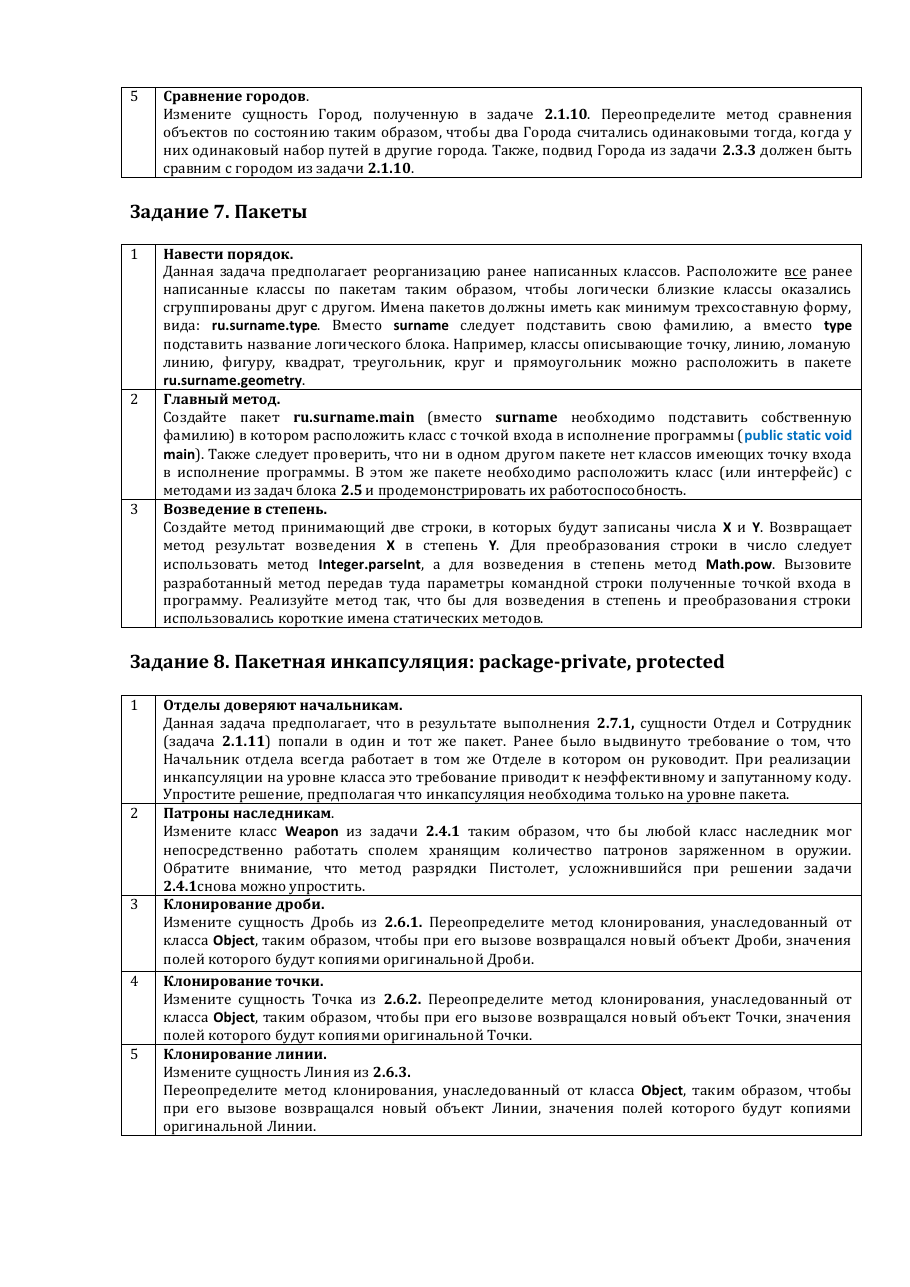 5 Сравнение городов.
Измените сущность Город, полученную в задаче 2.1.10. Переопределите метод сравнения
объектов по состоянию таким образом, чтобы два Города считались одинаковыми тогда, когда у
них одинаковый набор путей в другие города. Также, подвид Города из задачи 2.3.3 должен быть
сравним с городом из задачи 2.1.10.
Задание 7. Пакеты
1 Навести порядок.
Данная задача предполагает реорганизацию ранее написанных классов. Расположите все ранее
написанные классы по пакетам таким образом, чтобы логически близкие классы оказались
сгруппированы друг с другом. Имена пакетов должны иметь как минимум трехсоставную форму,
вида: ru.surname.type. Вместо surname следует подставить свою фамилию, а вместо type
подставить название логического блока. Например, классы описывающие точку, линию, ломаную
линию, фигуру, квадрат, треугольник, круг и прямоугольник можно расположить в пакете
ru.surname.geometry.
2 Главный метод.
Создайте пакет ru.surname.main (вместо surname необходимо подставить собственную
фамилию) в котором расположить класс с точкой входа в исполнение программы (public static void
main). Также следует проверить, что ни в одном другом пакете нет классов имеющих точку входа
в исполнение программы. В этом же пакете необходимо расположить класс (или интерфейс) с
методами из задач блока 2.5 и продемонстрировать их работоспособность.
3 Возведение в степень.
Создайте метод принимающий две строки, в которых будут записаны числа X и Y. Возвращает
метод результат возведения X в степень Y. Для преобразования строки в число следует
использовать метод Integer.parseInt, а для возведения в степень метод Math.pow. Вызовите
разработанный метод передав туда параметры командной строки полученные точкой входа в
программу. Реализуйте метод так, что бы для возведения в степень и преобразования строки
использовались короткие имена статических методов.
Задание 8. Пакетная инкапсуляция: package-private, protected
1 Отделы доверяют начальникам.
Данная задача предполагает, что в результате выполнения 2.7.1, сущности Отдел и Сотрудник
(задача 2.1.11) попали в один и тот же пакет. Ранее было выдвинуто требование о том, что
Начальник отдела всегда работает в том же Отделе в котором он руководит. При реализации
инкапсуляции на уровне класса это требование приводит к неэффективному и запутанному коду.
Упростите решение, предполагая что инкапсуляция необходима только на уровне пакета.
2 Патроны наследникам.
Измените класс Weapon из задачи 2.4.1 таким образом, что бы любой класс наследник мог
непосредственно работать сполем хранящим количество патронов заряженном в оружии.
Обратите внимание, что метод разрядки Пистолет, усложнившийся при решении задачи
2.4.1снова можно упростить.
3 Клонирование дроби.
Измените сущность Дробь из 2.6.1. Переопределите метод клонирования, унаследованный от
класса Object, таким образом, чтобы при его вызове возвращался новый объект Дроби, значения
полей которого будут копиями оригинальной Дроби.
4 Клонирование точки.
Измените сущность Точка из 2.6.2. Переопределите метод клонирования, унаследованный от
класса Object, таким образом, чтобы при его вызове возвращался новый объект Точки, значения
полей которого будут копиями оригинальной Точки.
5 Клонирование линии.
Измените сущность Линия из 2.6.3.
Переопределите метод клонирования, унаследованный от класса Object, таким образом, чтобы
при его вызове возвращался новый объект Линии, значения полей которого будут копиями
оригинальной Линии.